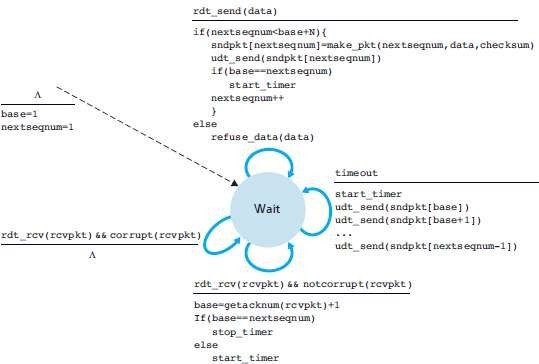 rdt_send(data)
if(nextseqnum<base+N){
sndpkt[nextseqnum]=make_pkt(nextseqnum,data,checksum)
udt_send(sndpkt[nextseqnum])
if(base==nextseqnum)
start_timer
nextseqnum++
}
else
refuse_data(data)
Λ
base=1
nextseqnum=1
Wait
timeout
start_timer
udt_send(sndpkt[base])
udt_send(sndpkt[base+1])
...
udt_send(sndpkt[nextseqnum-1])
rdt_rcv(rcvpkt) && corrupt(rcvpkt)
Λ
rdt_rcv(rcvpkt) && notcorrupt(rcvpkt)
base=getacknum(rcvpkt)+1
If(base==nextseqnum)
stop_timer
else
start_timer